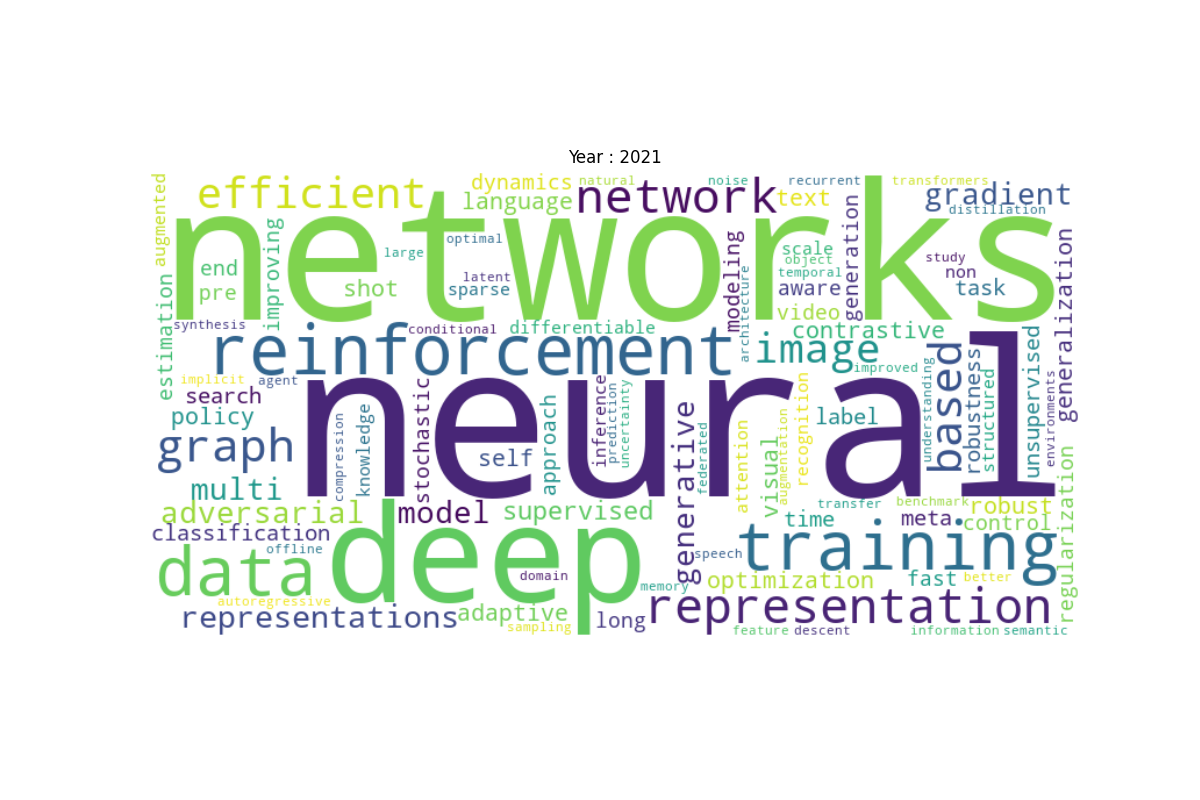 Year : 2021
augmented
efficient
dynamics
natural
language
network
noise
recurrent
text
transformers
gradient
distillation
networks
improving
end
pre
large
shot
optimal
latent
sparse
modeling
scale
object
temporal
generation
aware
video
study
non
task
generalization
estimation
synthesis
reinforcement
conditional
differentiable
architecture
contrastive
image
improved
implicit
agent
search
policy
graph
multi
neural
compression
knowledge
stochastic
self
approach
inference
prediction
uncertainty
generative
federated
attention
visual
augmentation
recognition
label
understanding
based
robustness
structured
unsupervised
environments
adversarial
model
supervised
classification
offline
data
deep
domain
memory
speech
time
transfer
benchmark
meta
robust
control
training
regularization
optimization
fast
better
autoregressive
representations
adaptive
sampling
long
representation
feature
descent
information
semantic